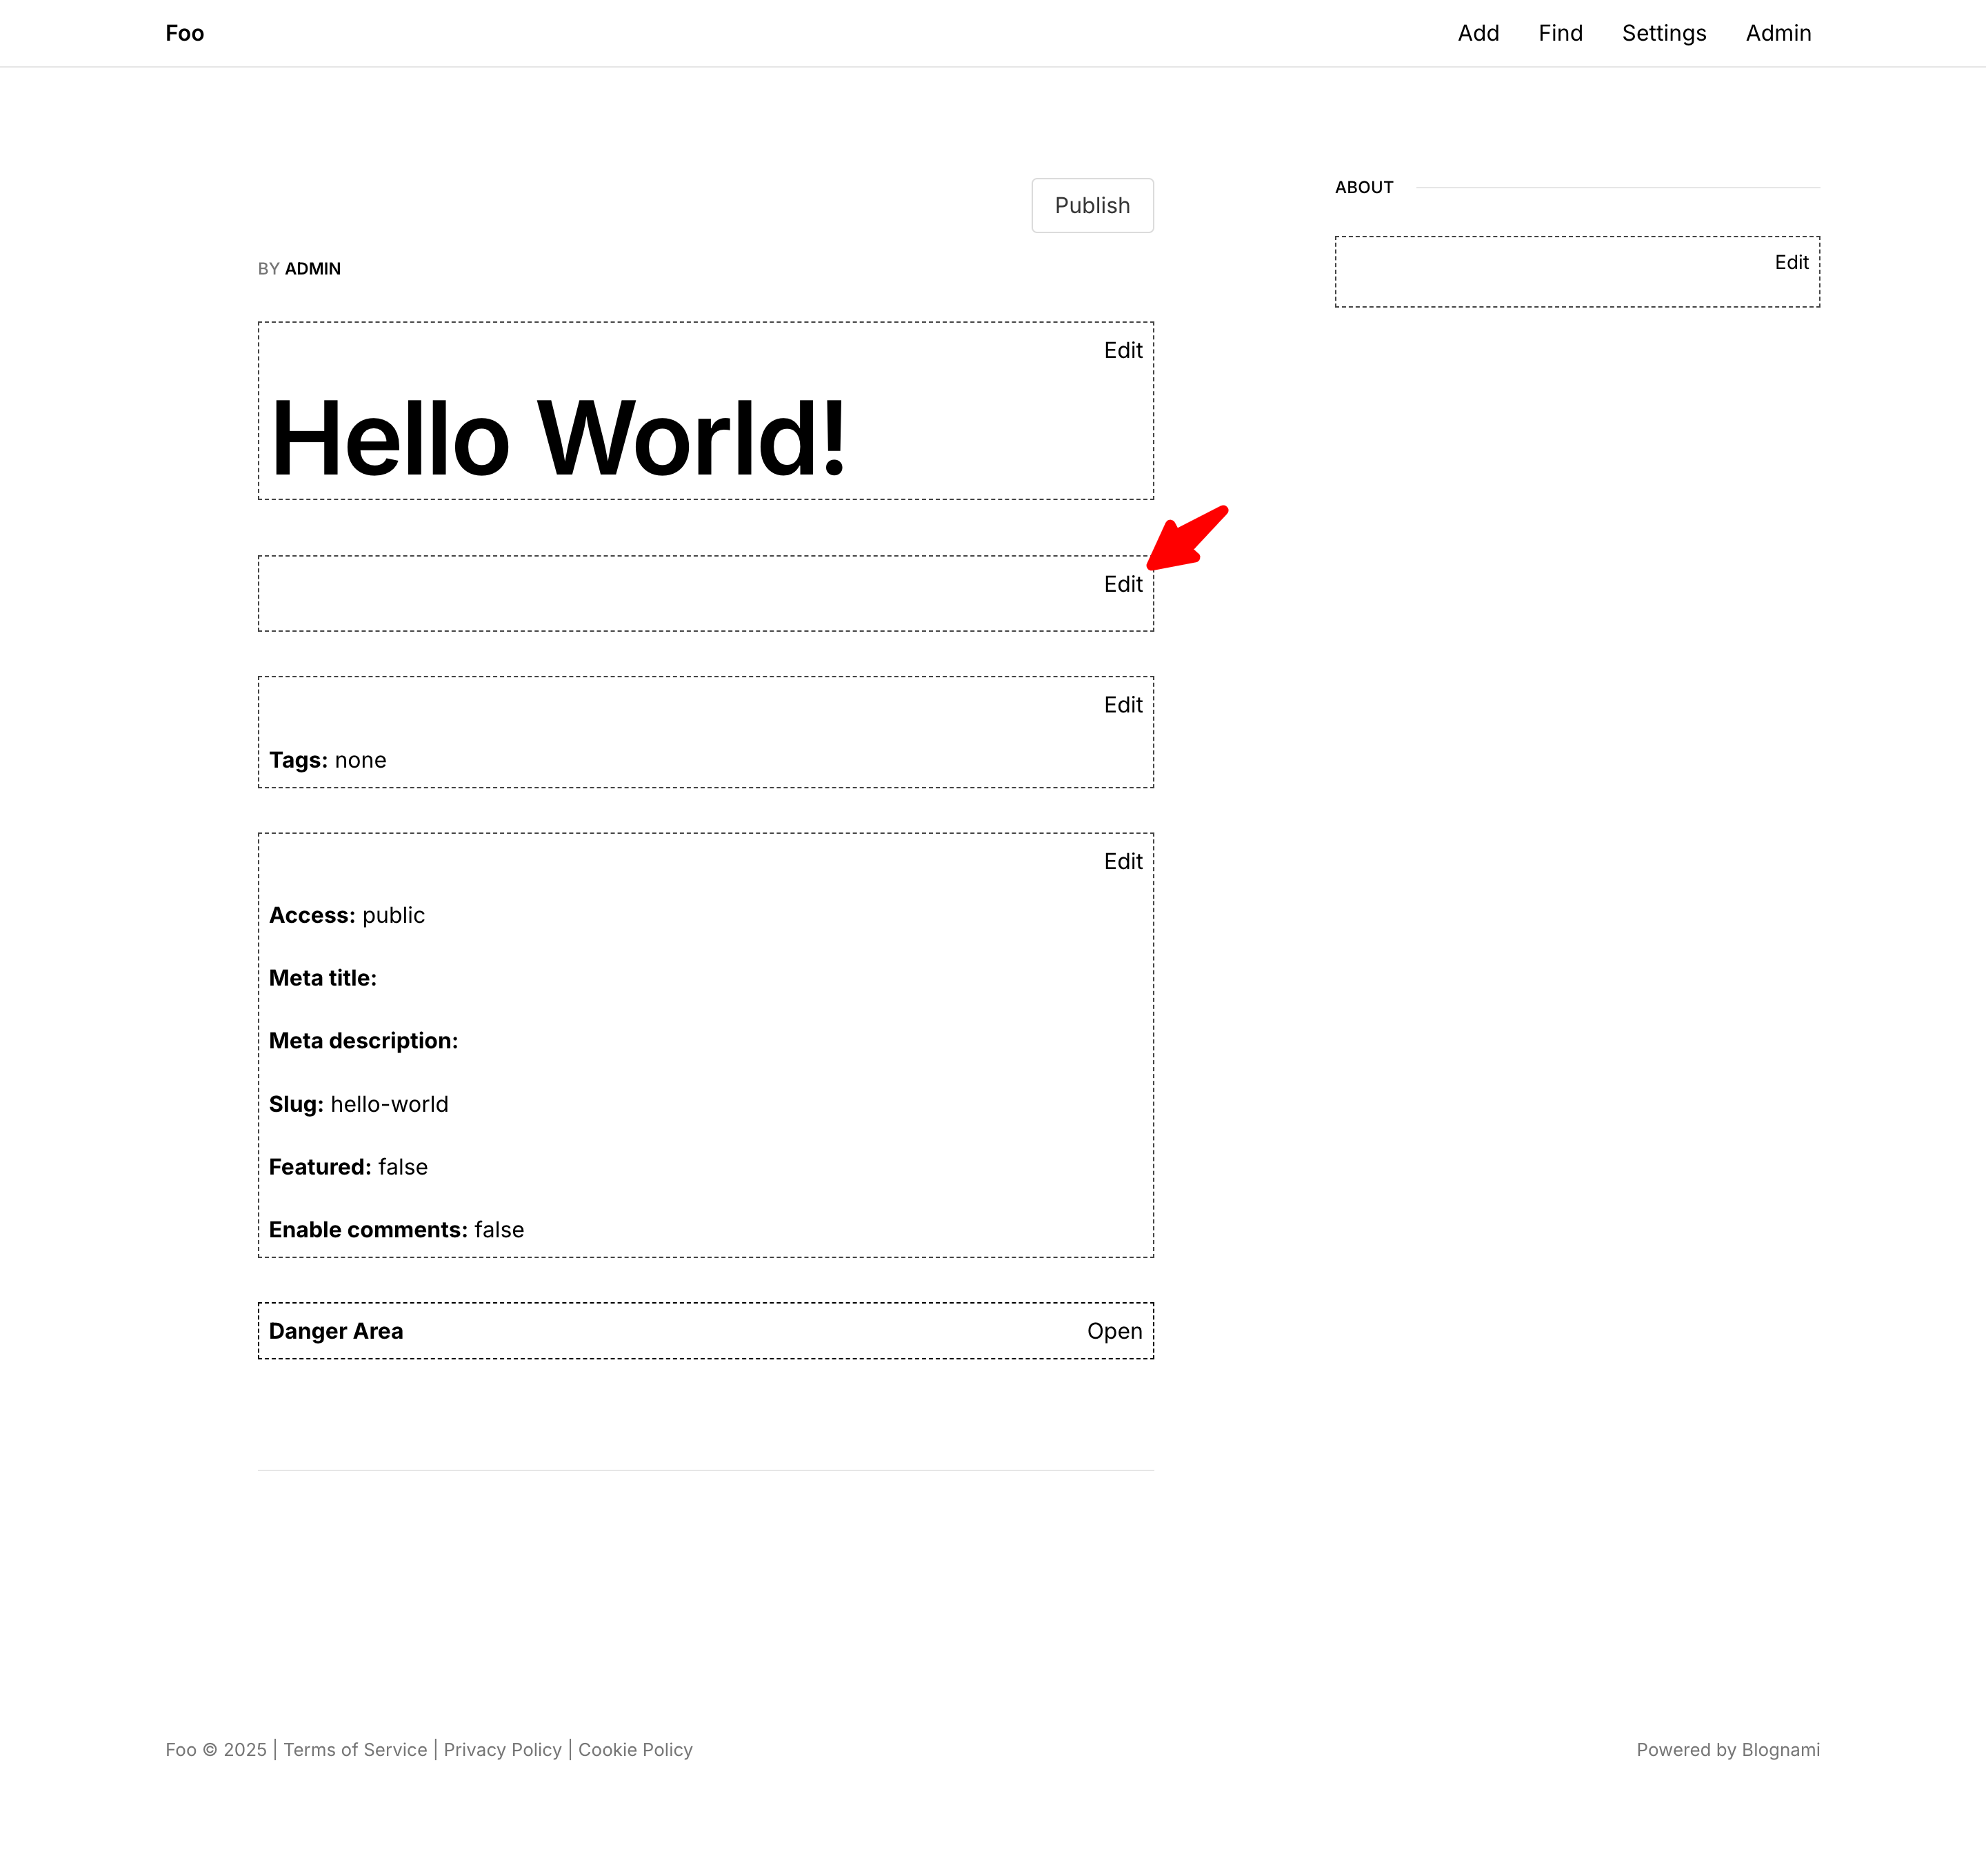 Foo Add Find Settings Admin
Publish
BY ADMIN
Edit
Hello World!
Edit
Edit
Tags: none
Edit
Access: public
Meta title:
Meta description:
Slug: hello-world
Featured: false
Enable comments: false
Danger Area Open
ABOUT
Edit
Foo © 2025 | Terms of Service | Privacy Policy | Cookie Policy
Powered by Blognami